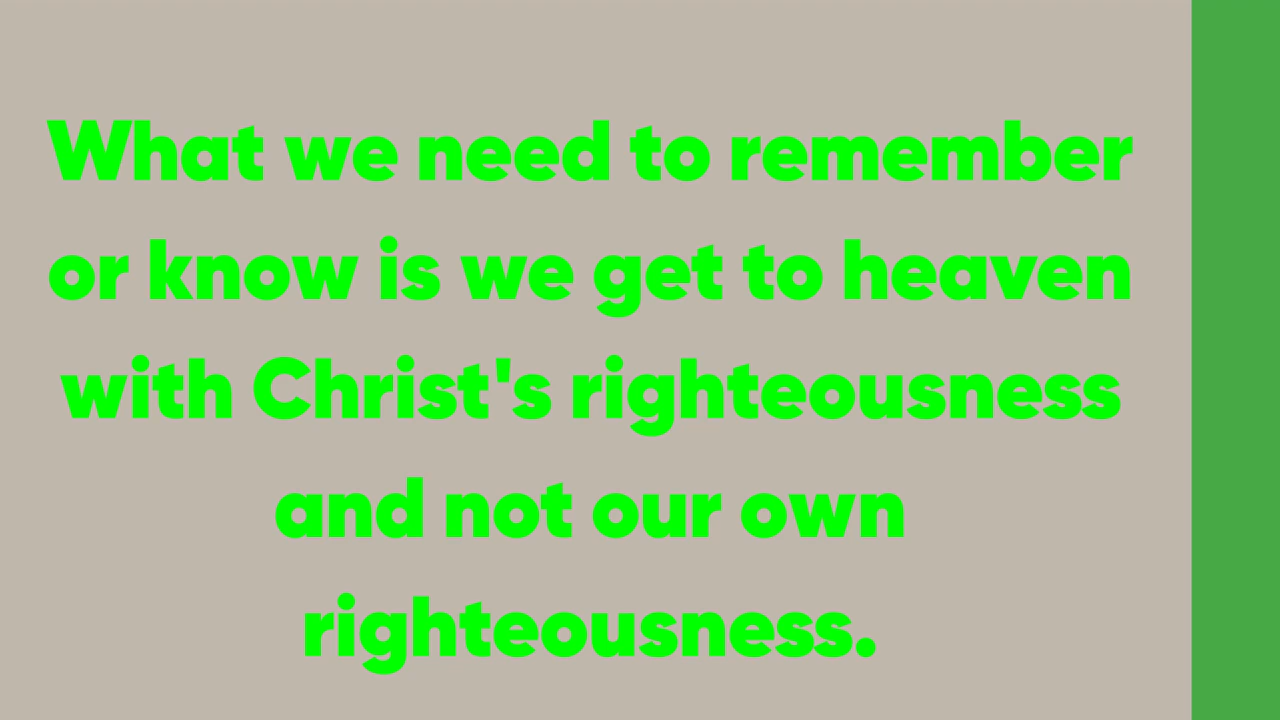 What we need to remember
or know is we get to heaven
with Christ's righteousness
and not our own
righteousness.